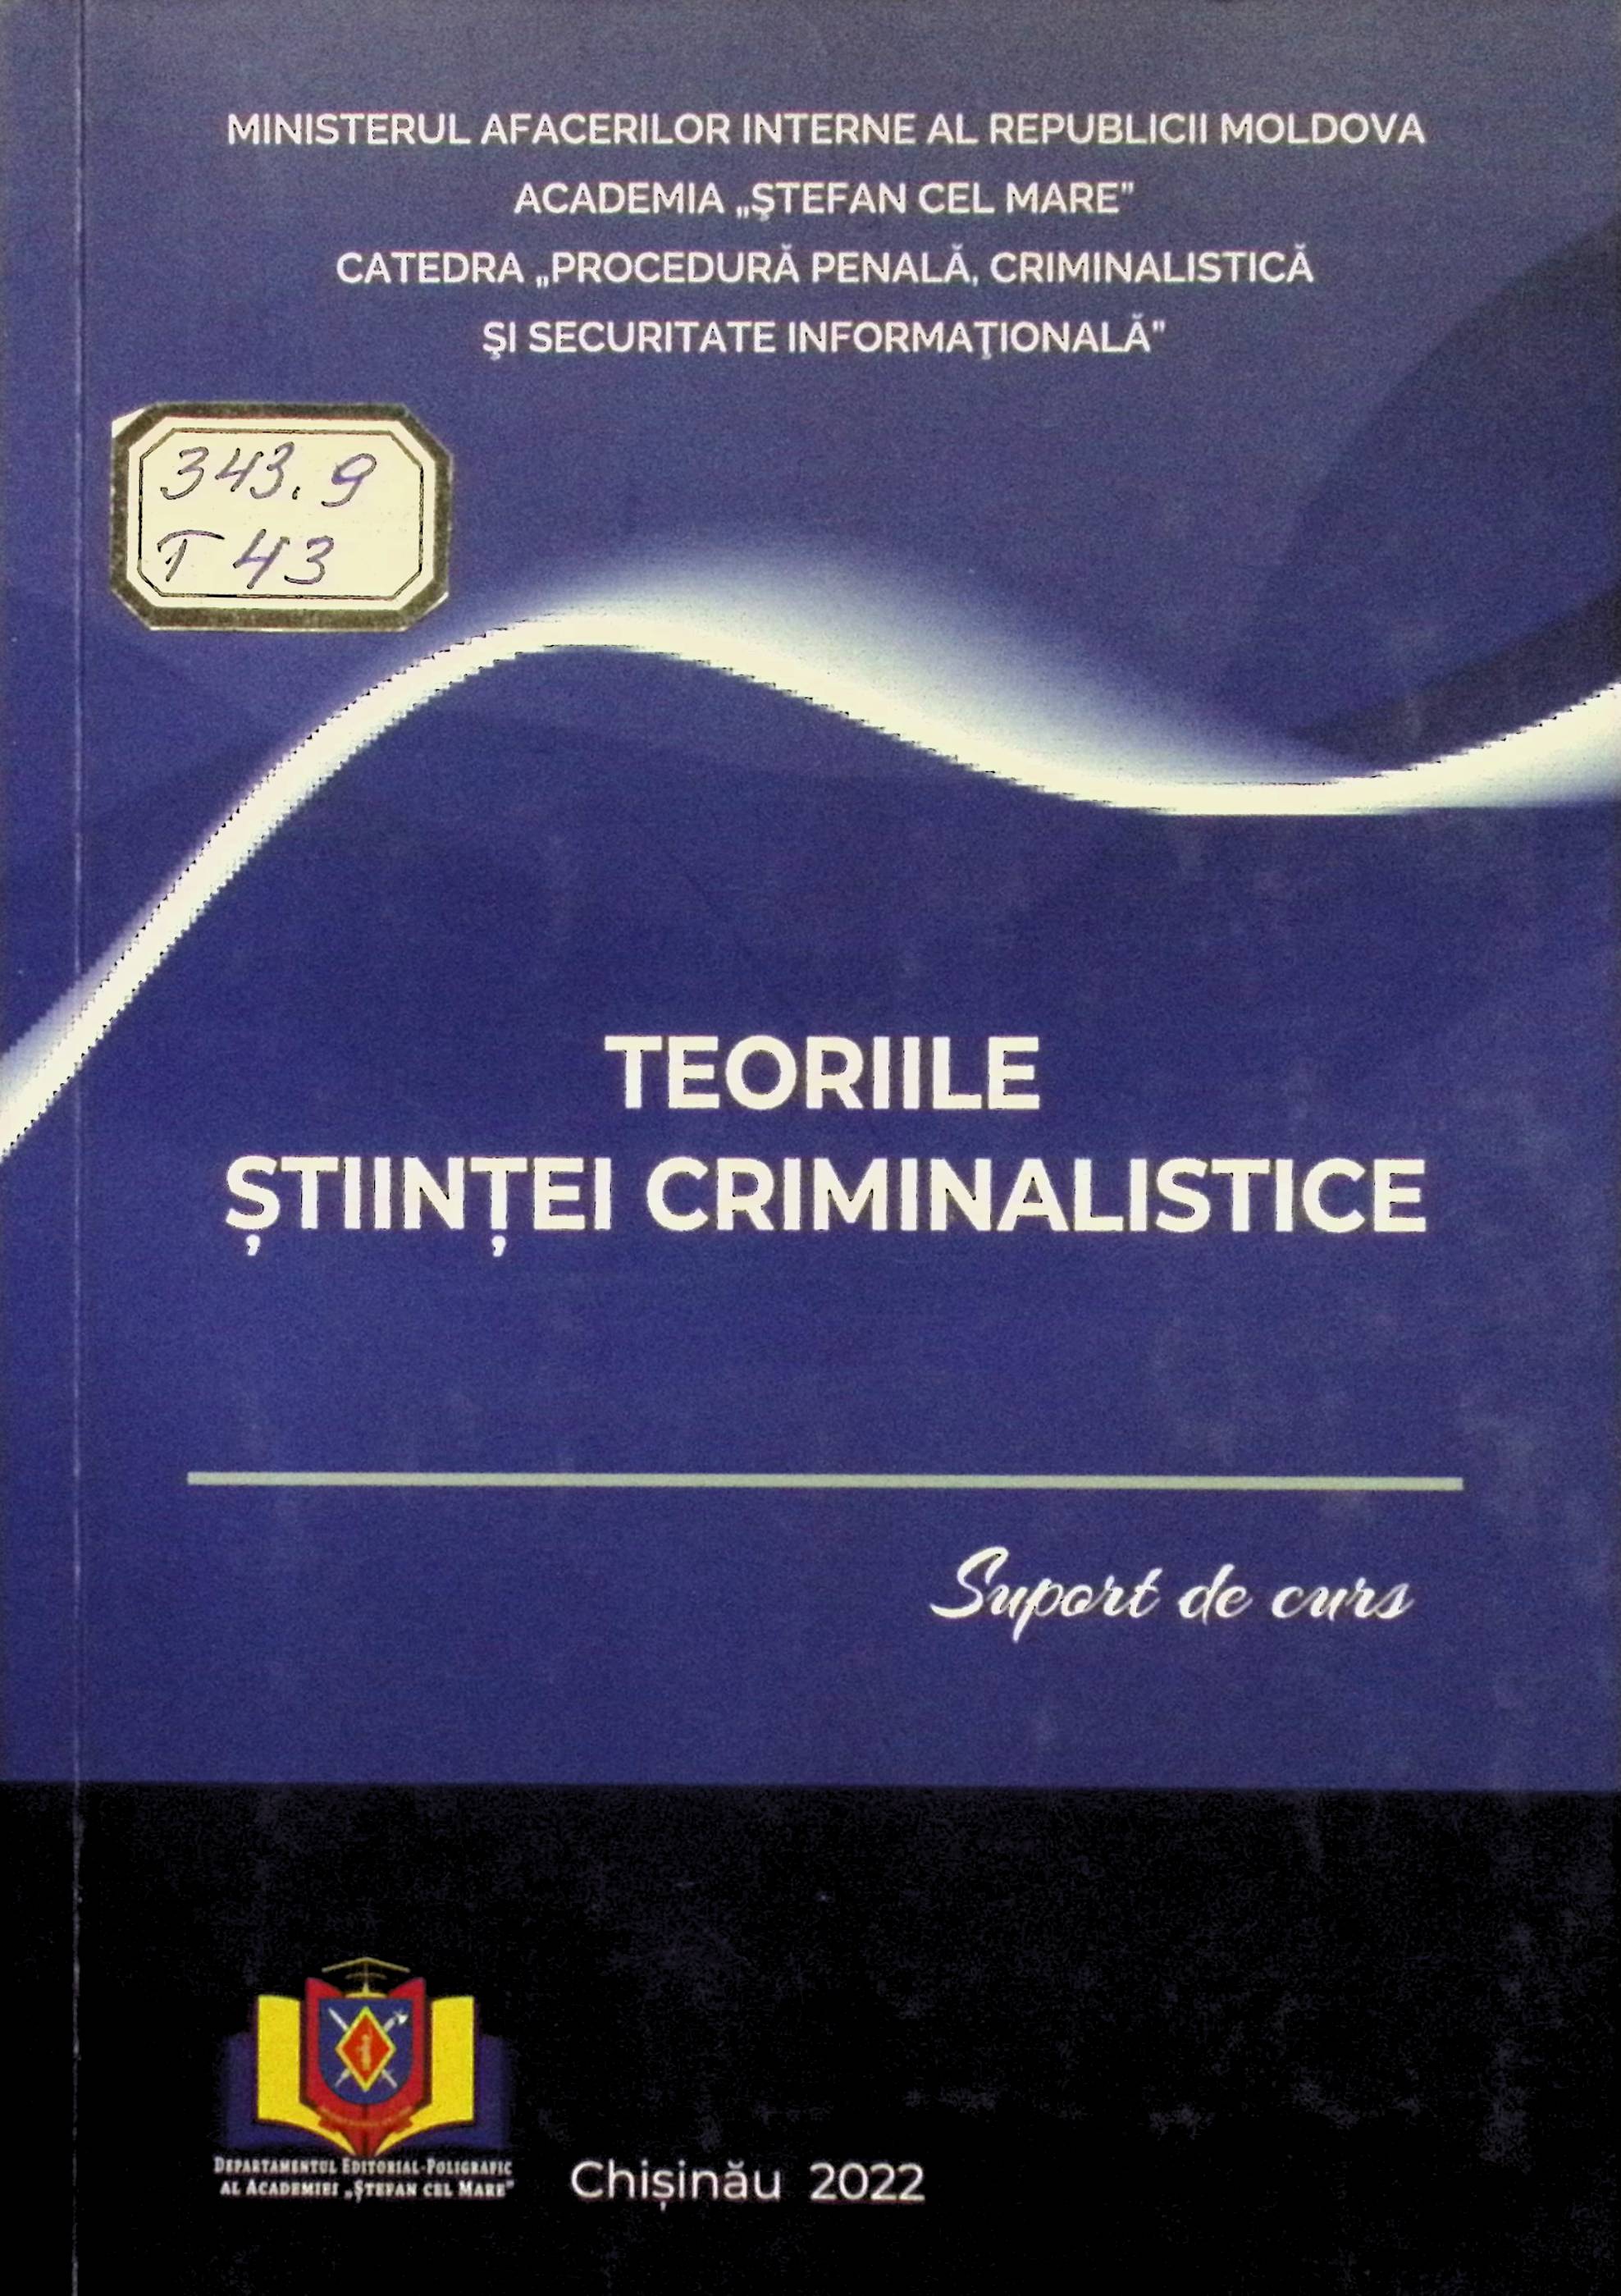 MINISTERUL AFACERILOR INTERNE AL REPUBLICII MOLDOVA
ACADEMIA „ŞTEFAN CEL MARE”
CATEDRA „PROCEDURĂ PENALĂ, CRIMINALISTICĂ
ŞI SECURITATE INFORMAŢIONALĂ”
343.9
T 43
TEORIILE
ȘTIINȚEI CRIMINALISTICE
Suport de curs
DEPARTAMENTUL EDITORIAL-POLIGRAFIC
AL ACADEMIEI „ŞTEFAN CEL MARE”
Chișinău 2022